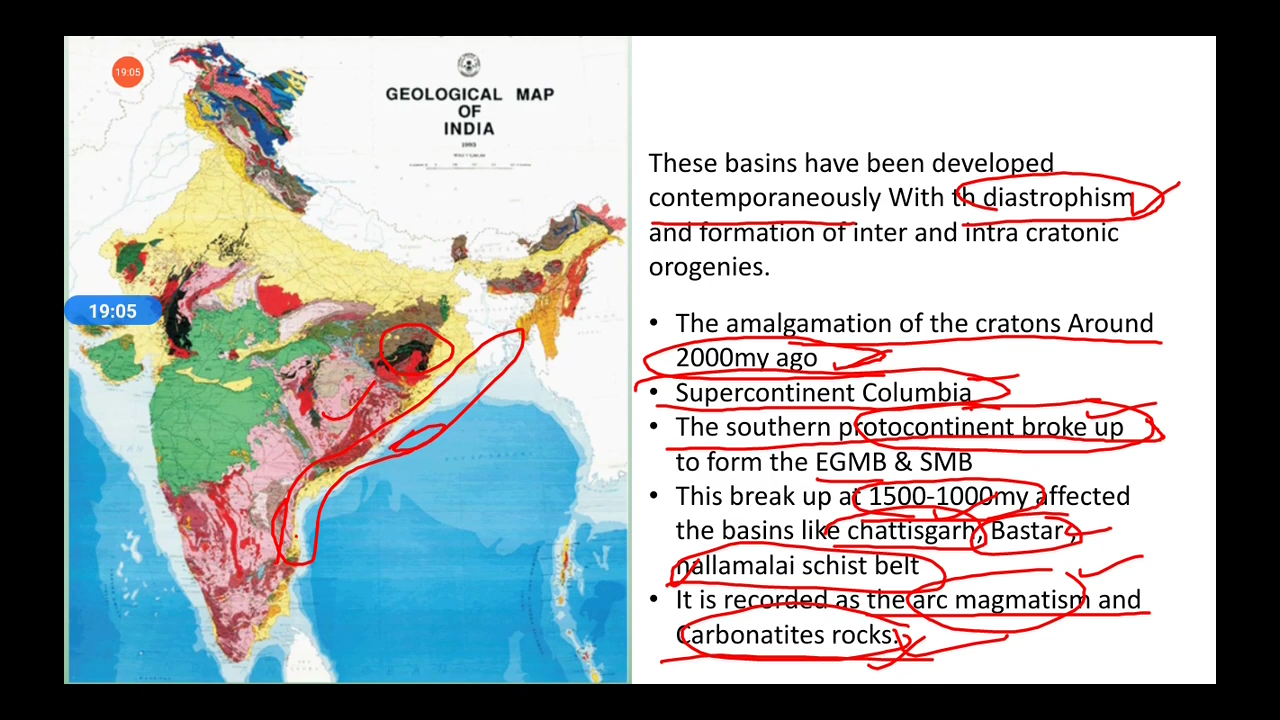 19:05
GEOLOGICAL MAP
OF
INDIA
1993
19:05
These basins have been developed
contemporaneously With th diastrophism
and formation of inter and intra cratonic
orogenies.
• The amalgamation of the cratons Around
2000my ago
• Supercontinent Columbia
• The southern protocontinent broke up
to form the EGMB & SMB
• This break up at 1500-1000my affected
the basins like chattisgarh, Bastar,
nallamalai schist belt
• It is recorded as the arc magmatism and
Carbonatites rocks.